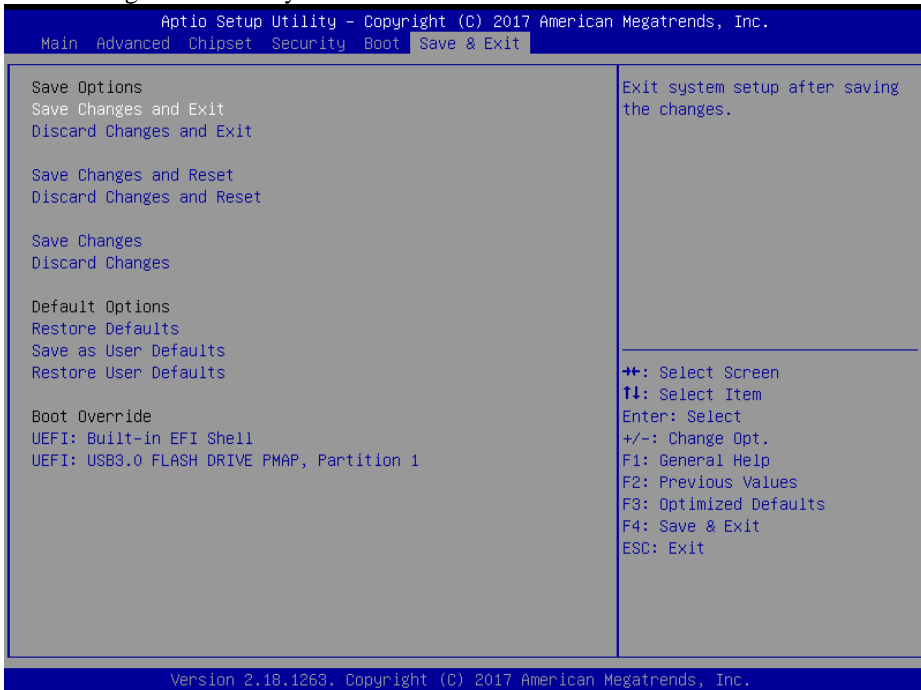 Aptio Setup Utility – Copyright (C) 2017 American Megatrends, Inc.
Main Advanced Chipset Security Boot Save & Exit
Save Options
Save Changes and Exit
Discard Changes and Exit
Save Changes and Reset
Discard Changes and Reset
Save Changes
Discard Changes
Default Options
Restore Defaults
Save as User Defaults
Restore User Defaults
Boot Override
UEFI: Built-in EFI Shell
UEFI: USB3.0 FLASH DRIVE PMAP, Partition 1
Exit system setup after saving
the changes.
→←: Select Screen
↑↓: Select Item
Enter: Select
+/-: Change Opt.
F1: General Help
F2: Previous Values
F3: Optimized Defaults
F4: Save & Exit
ESC: Exit
Version 2.18.1263. Copyright (C) 2017 American Megatrends, Inc.